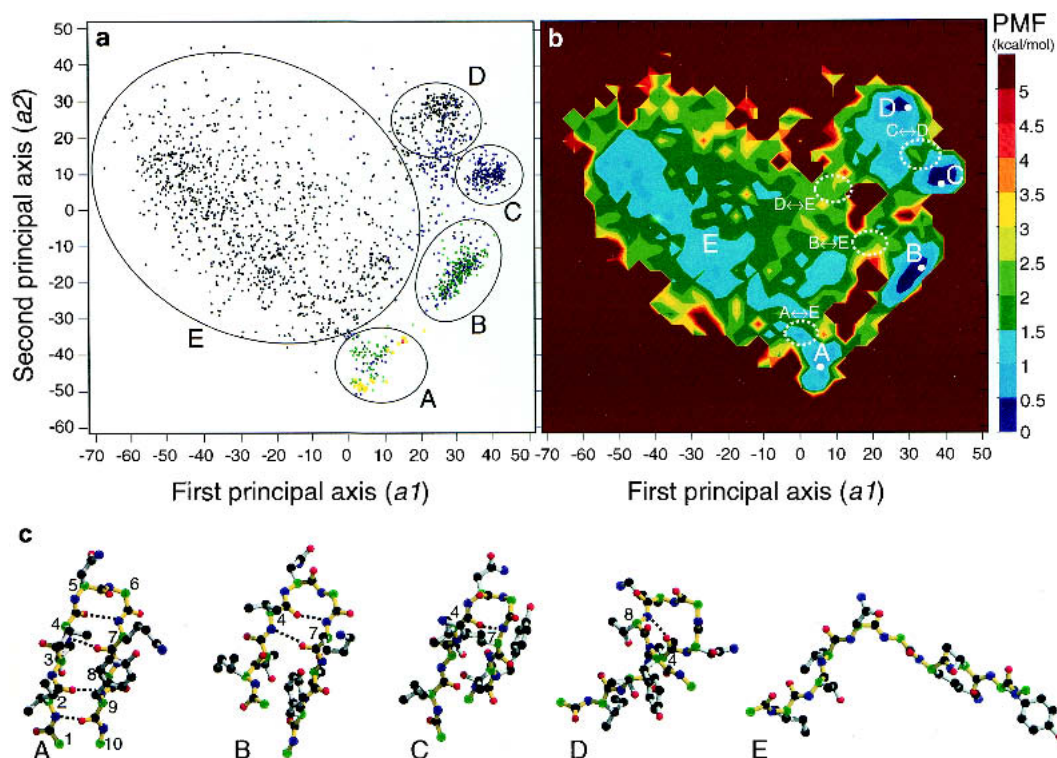 a
Second principal axis (a2)
50
40
30
20
10
0
-10
-20
-30
-40
-50
-60
D
C
B
E
A
-70 -60 -50 -40 -30 -20 -10 0 10 20 30 40 50
First principal axis (a1)
b
D
C↔D
C
D↔E
B↔E
B
E
A↔E
A
-70 -60 -50 -40 -30 -20 -10 0 10 20 30 40 50
First principal axis (a1)
PMF
(kcal/mol)
5
4.5
4
3.5
3
2.5
2
1.5
1
0.5
0
c
5 6
4
7
3
8
2
9
1
10
A
4
7
B
4
7
C
8
4
D
E